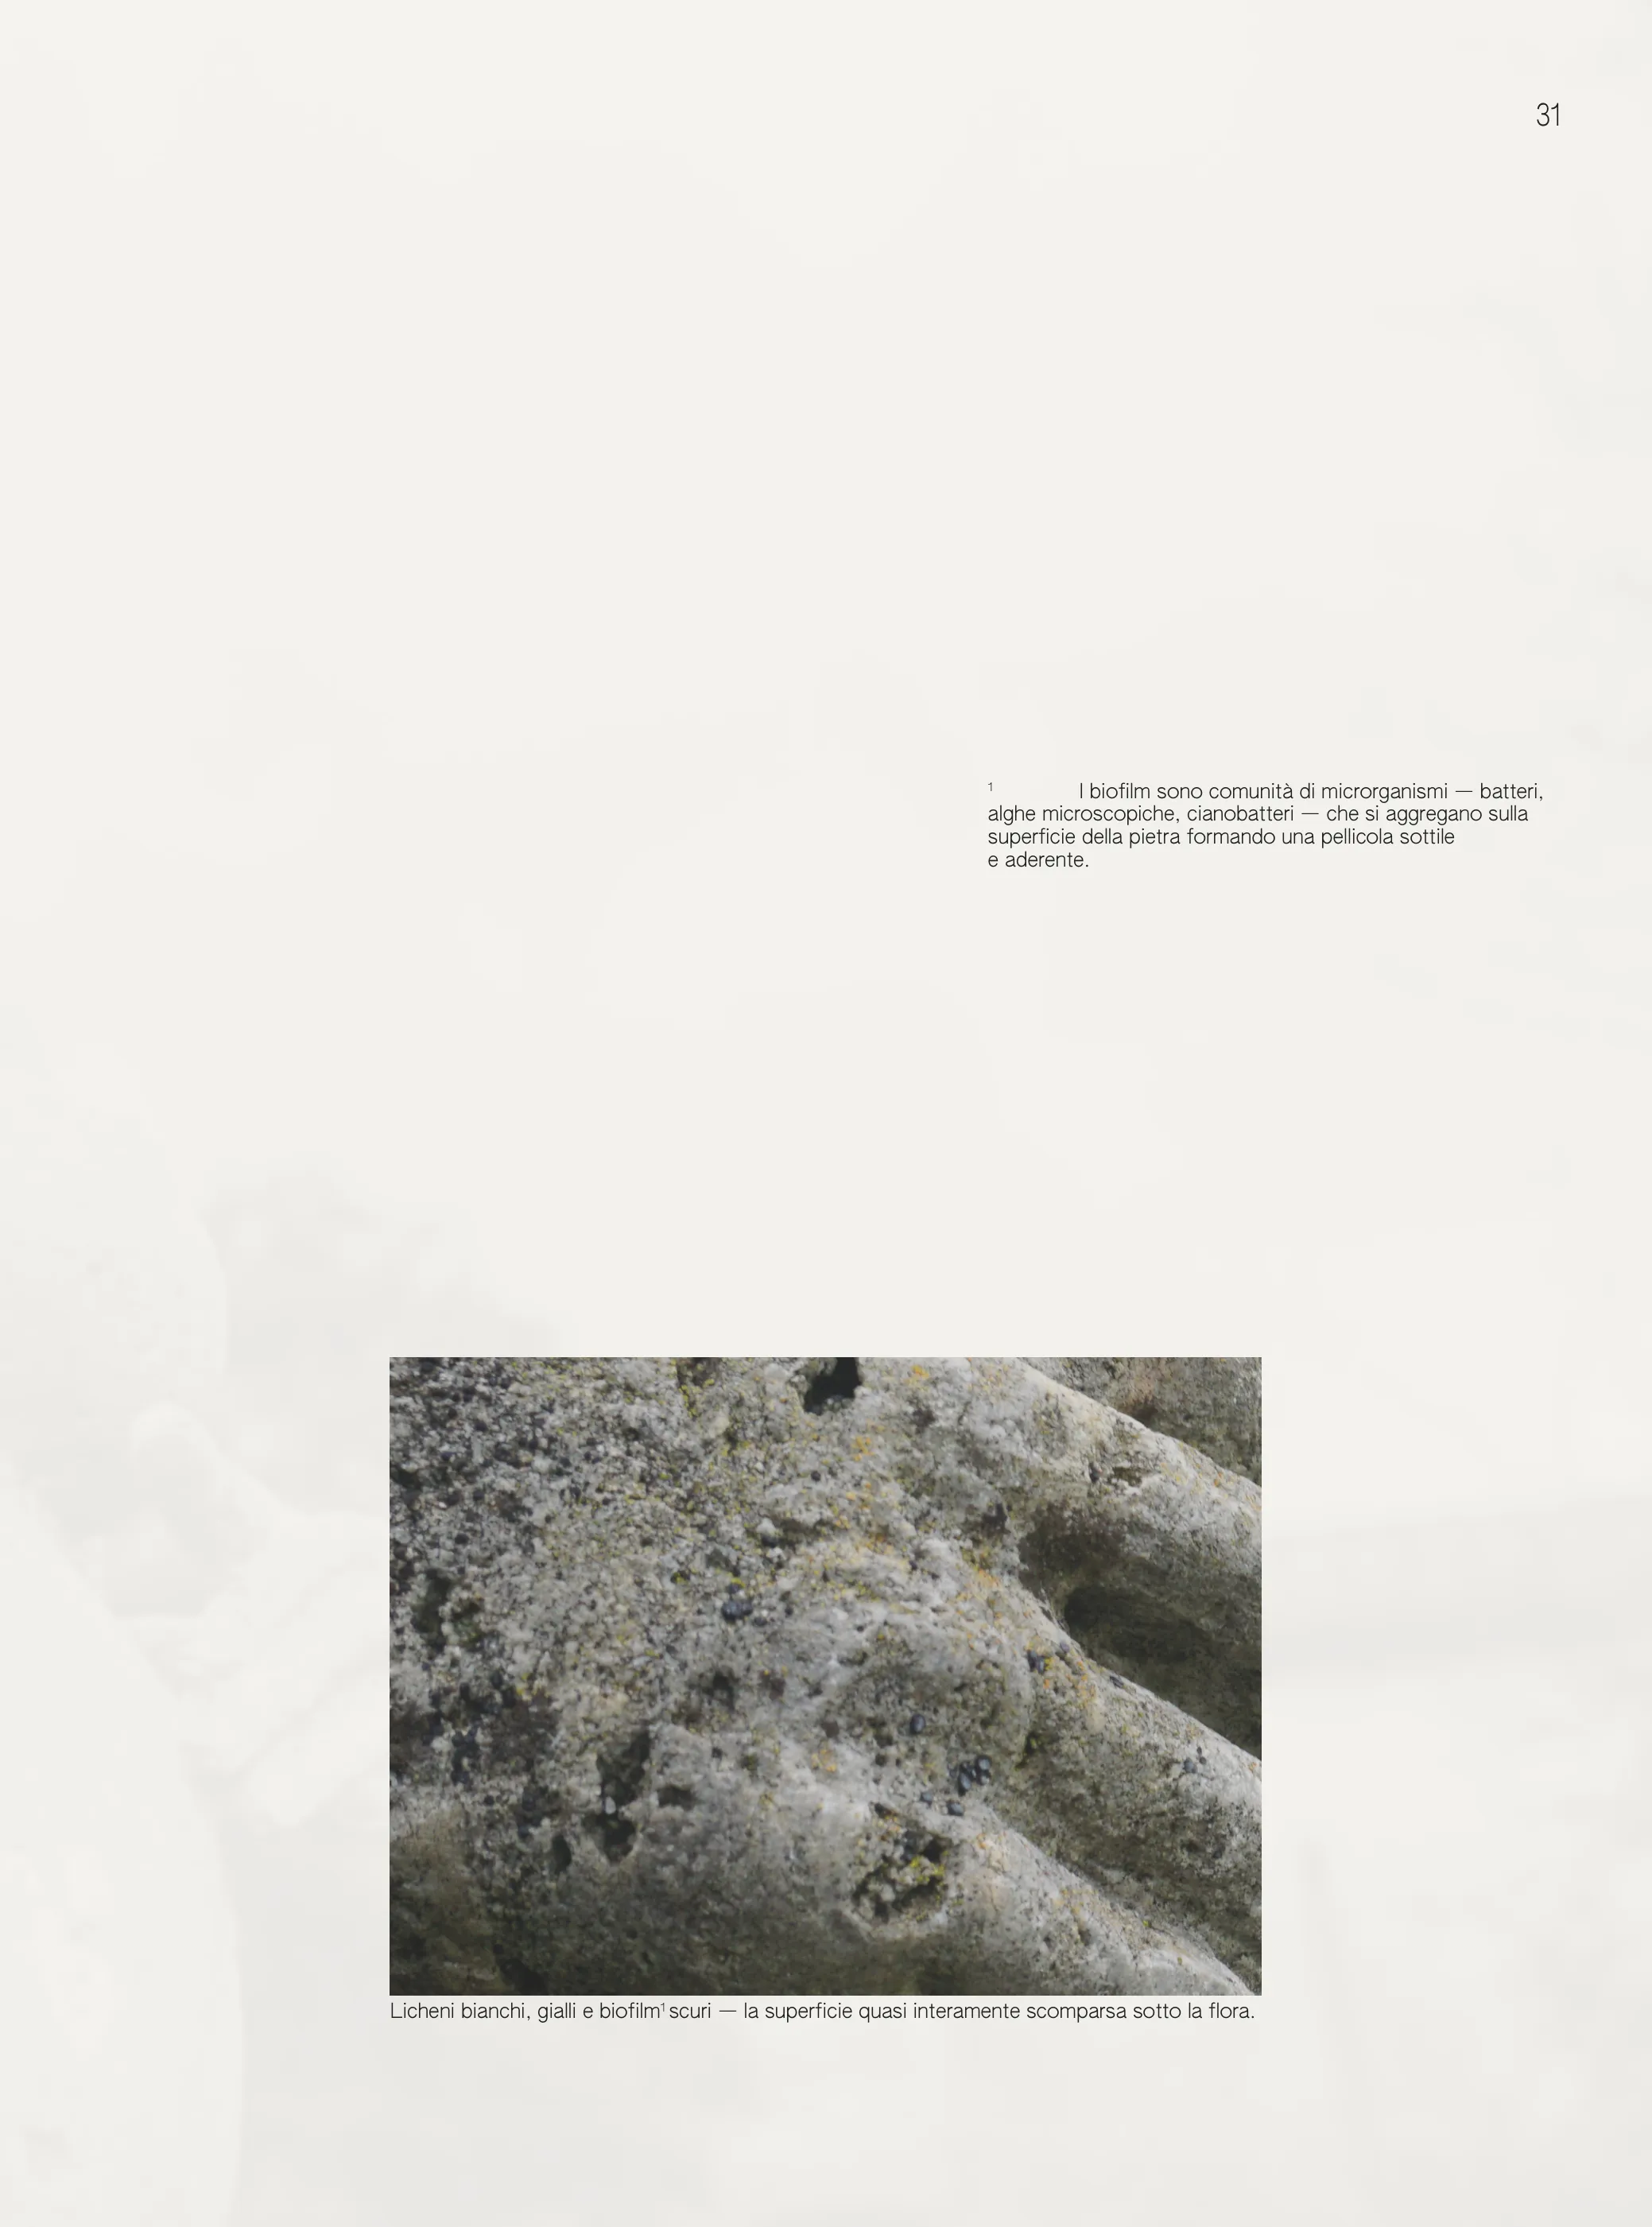 31
¹ I biofilm sono comunità di microrganismi — batteri,
alghe microscopiche, cianobatteri — che si aggregano sulla
superficie della pietra formando una pellicola sottile
e aderente.
Licheni bianchi, gialli e biofilm¹ scuri — la superficie quasi interamente scomparsa sotto la flora.